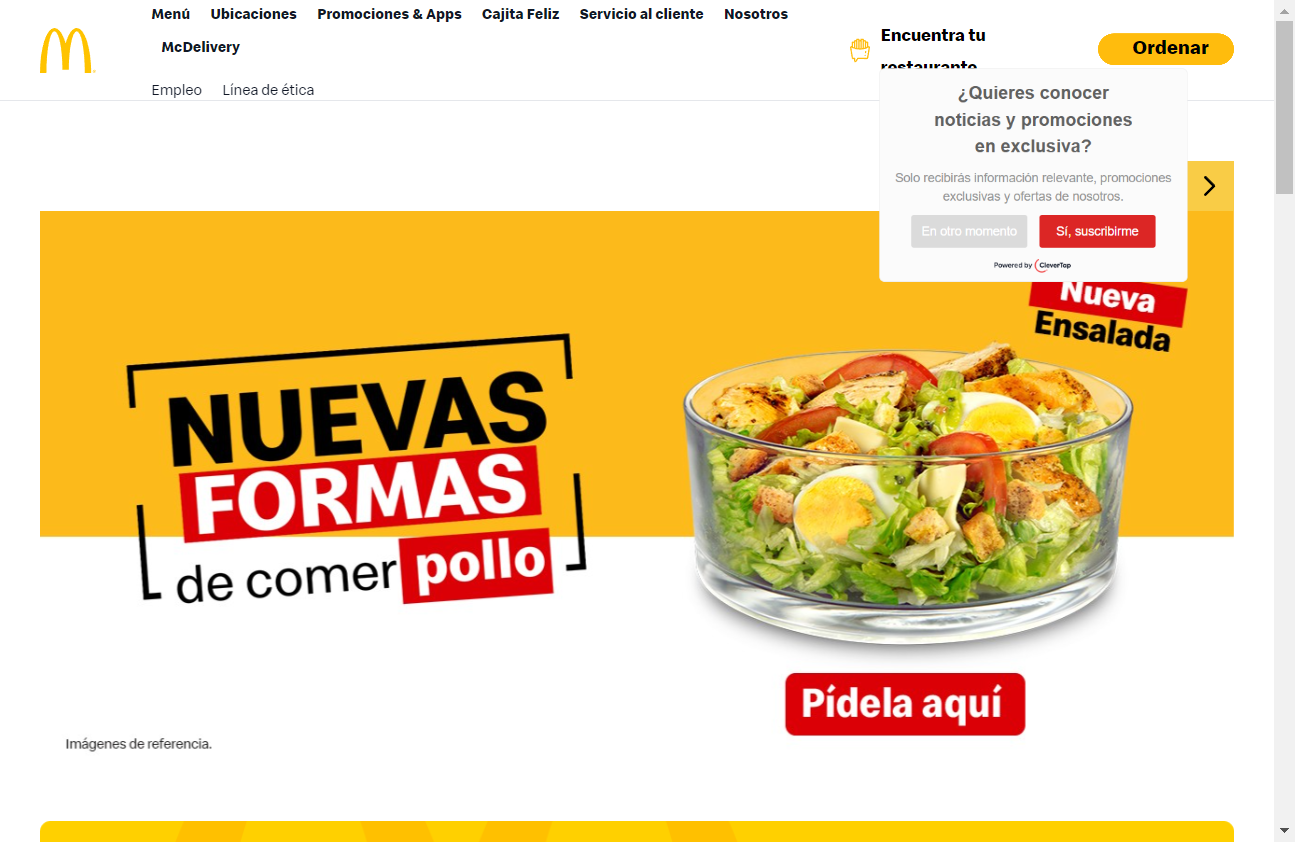 Menú Ubicaciones Promociones & Apps Cajita Feliz Servicio al cliente Nosotros
McDelivery
Encuentra tu
restaurante
Ordenar
Empleo Línea de ética
¿Quieres conocer
noticias y promociones
en exclusiva?
Solo recibirás información relevante, promociones
exclusivas y ofertas de nosotros.
En otro momento Sí, suscribirme
Powered by CleverTap
Nueva
Ensalada
NUEVAS
FORMAS
de comer pollo
Pídela aquí
Imágenes de referencia.